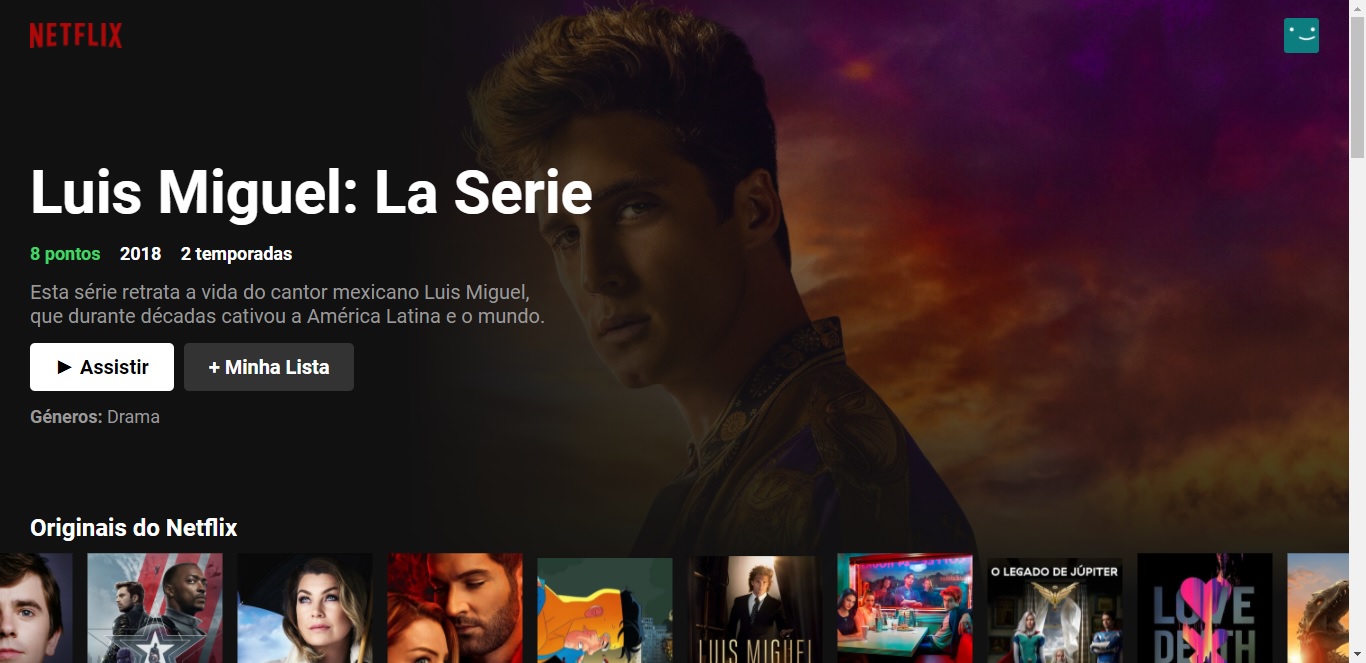 NETFLIX
Luis Miguel: La Serie
8 pontos 2018 2 temporadas
Esta série retrata a vida do cantor mexicano Luis Miguel,
que durante décadas cativou a América Latina e o mundo.
► Assistir + Minha Lista
Géneros: Drama
Originais do Netflix
O LEGADO DE JÚPITER
LUIS MIGUEL
LOVE
DEATH